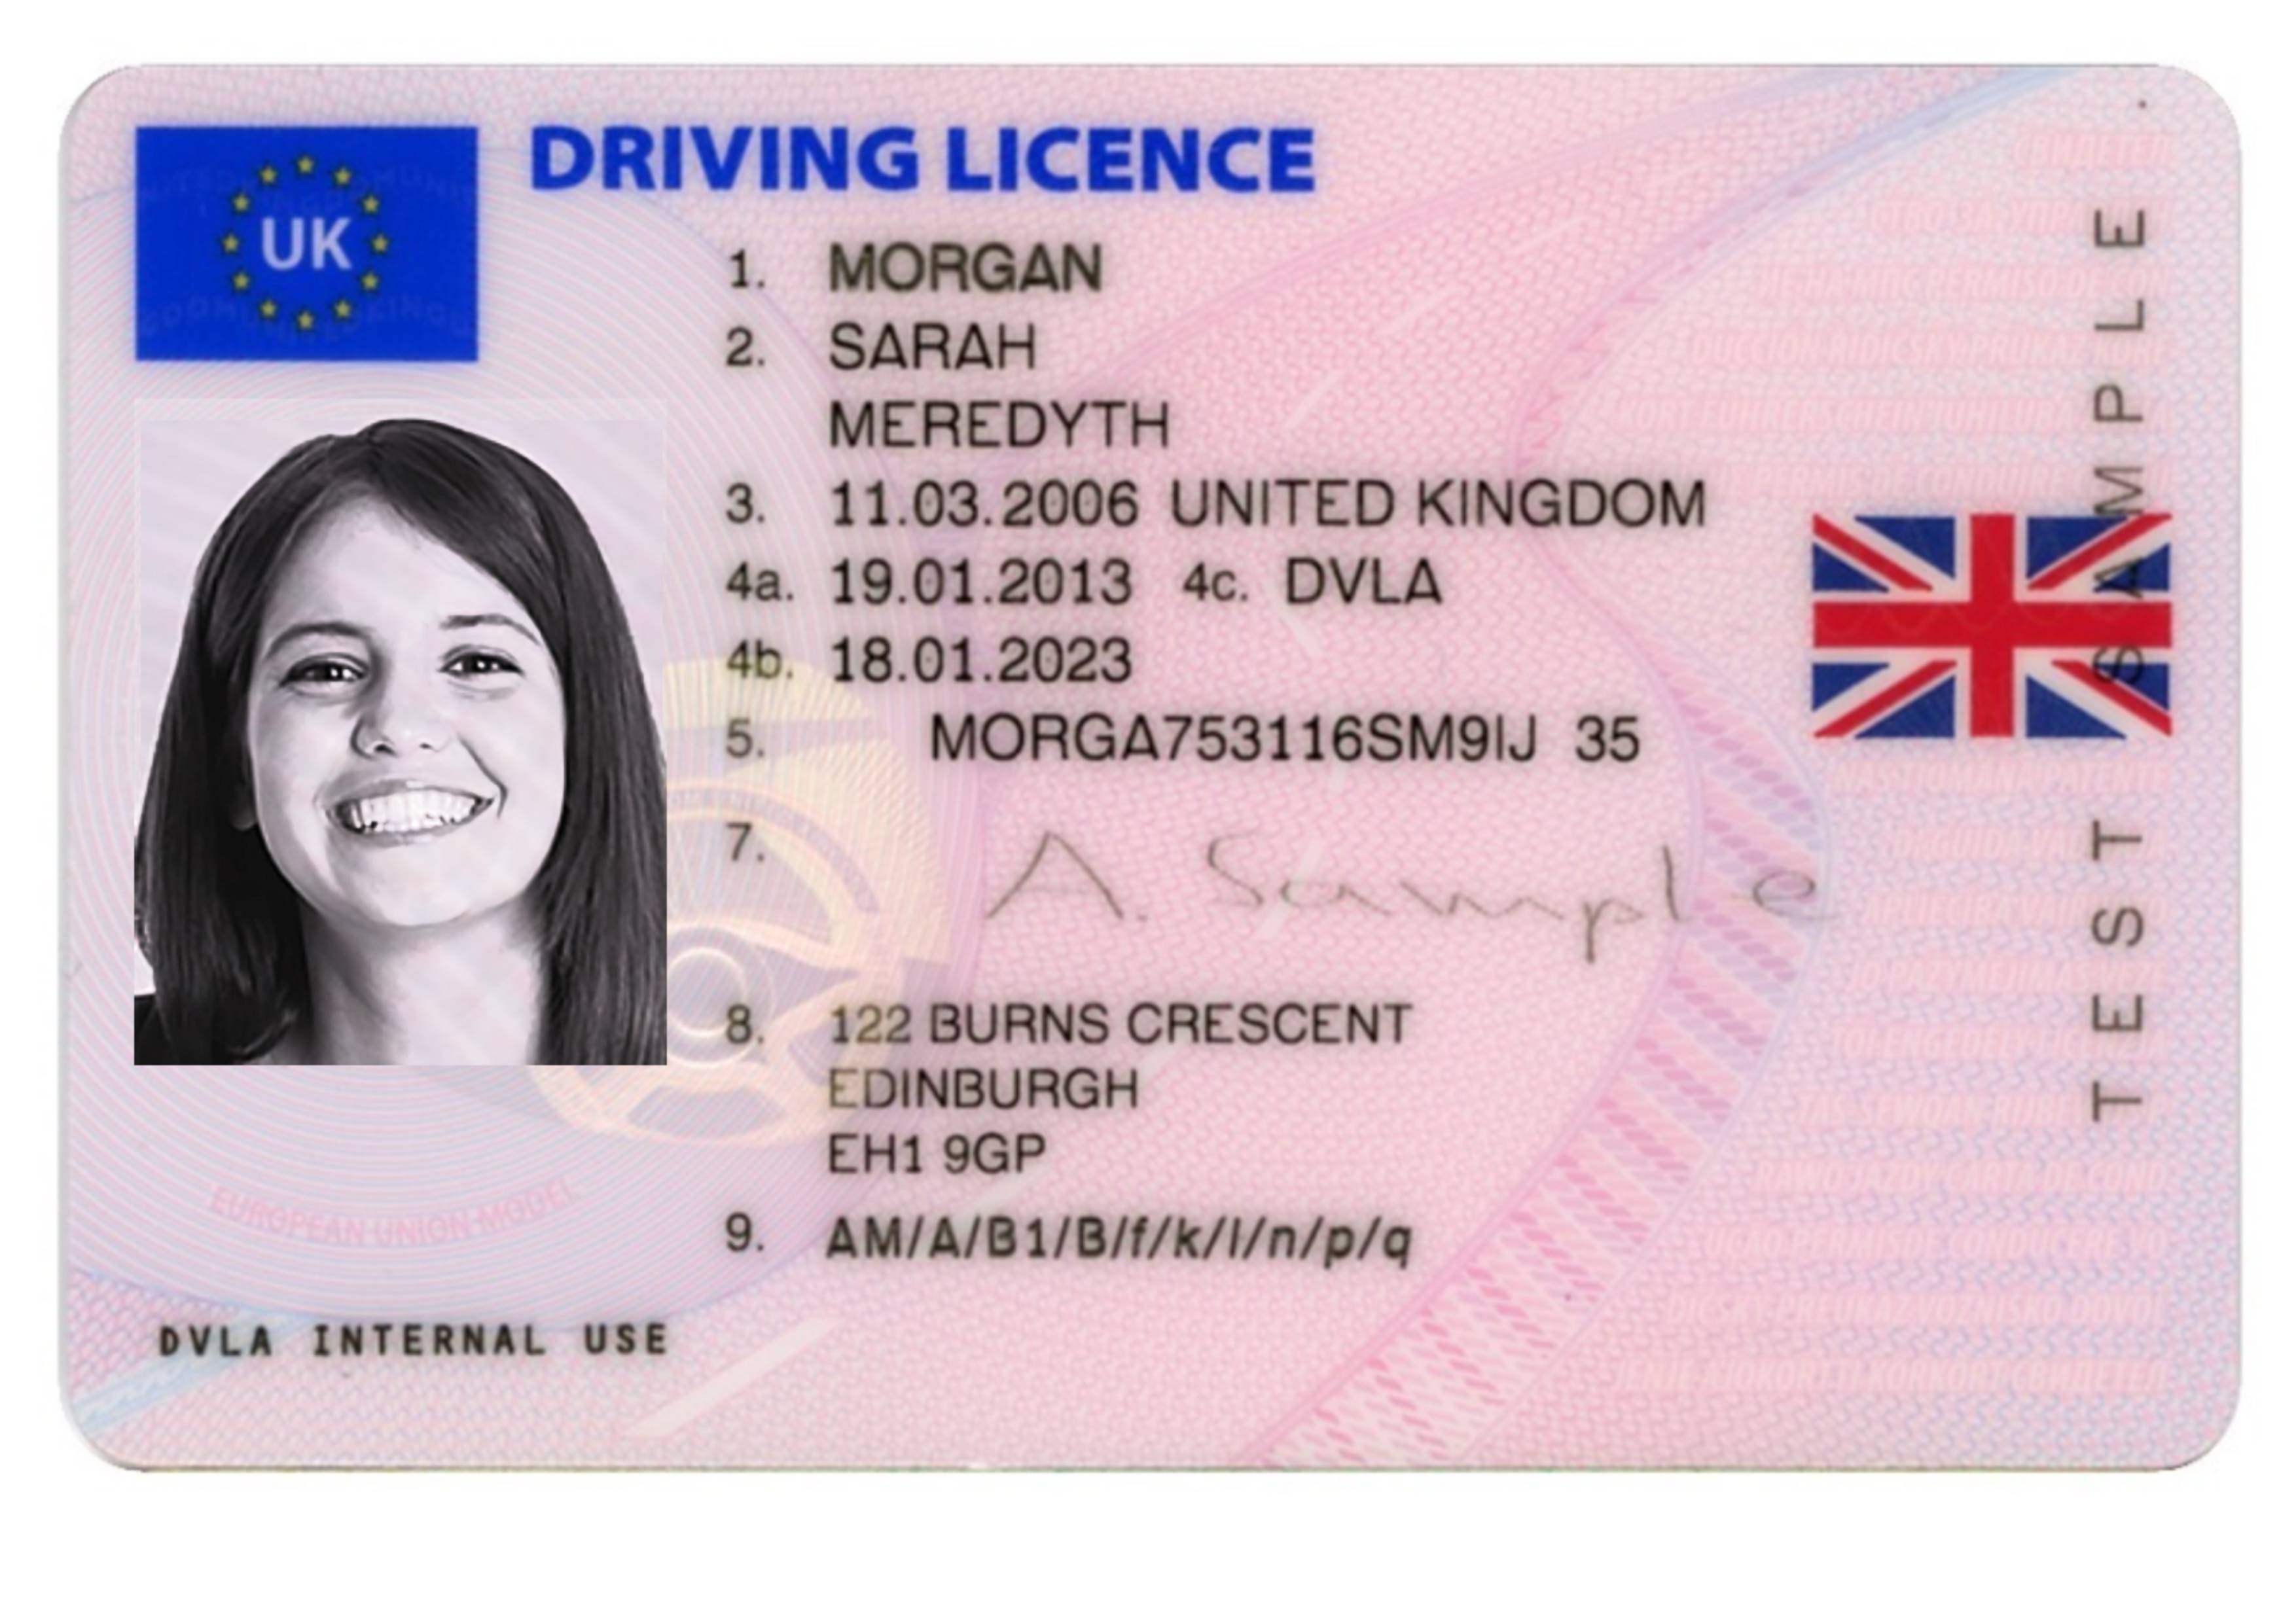 UK
DRIVING LICENCE
1. MORGAN
2. SARAH
MEREDYTH
3. 11.03.2006 UNITED KINGDOM
4a. 19.01.2013 4c. DVLA
4b. 18.01.2023
5. MORGA753116SM9IJ 35
7. A. Sample
8. 122 BURNS CRESCENT
EDINBURGH
EH1 9GP
9. AM/A/B1/B/f/k/l/n/p/q
EUROPEAN UNION MODEL
DVLA INTERNAL USE
TEST SAMPLE.